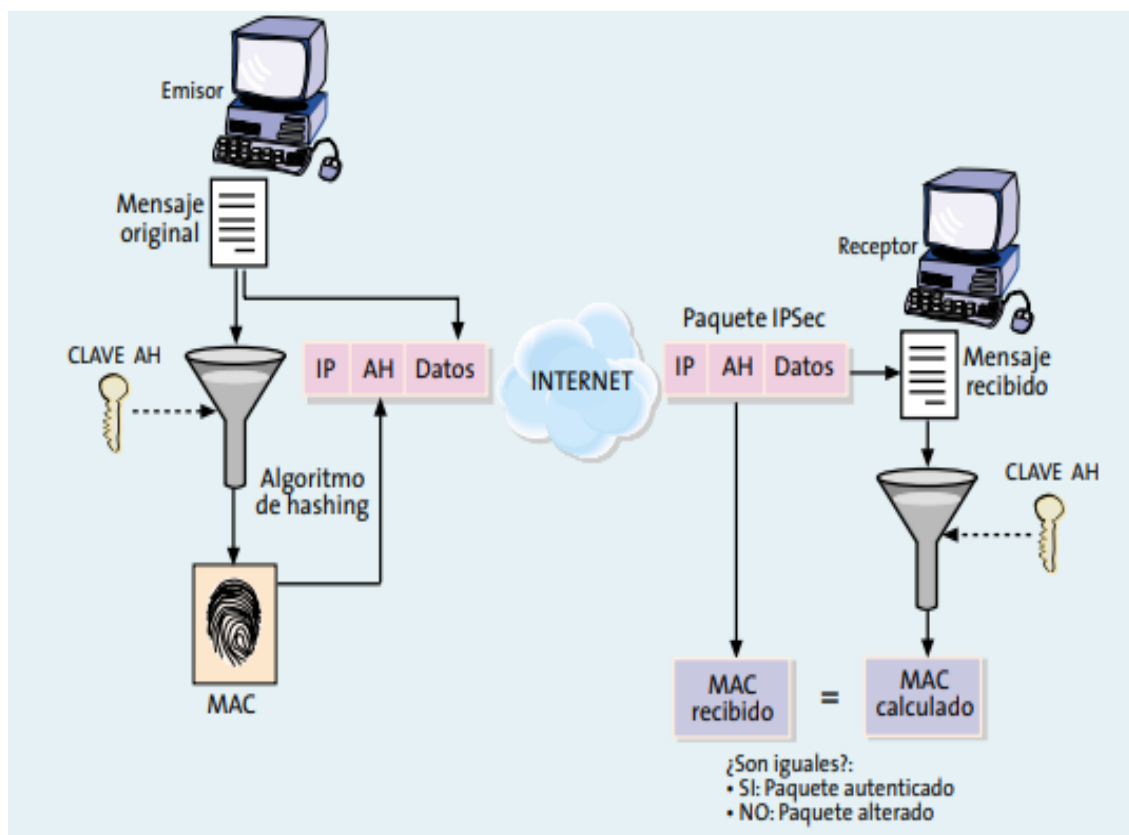 Emisor
Mensaje
original
CLAVE AH
IP AH Datos
Algoritmo
de hashing
MAC
INTERNET
Paquete IPSec
IP AH Datos
Receptor
Mensaje
recibido
CLAVE AH
MAC
recibido
=
MAC
calculado
¿Son iguales?:
• SI: Paquete autenticado
• NO: Paquete alterado